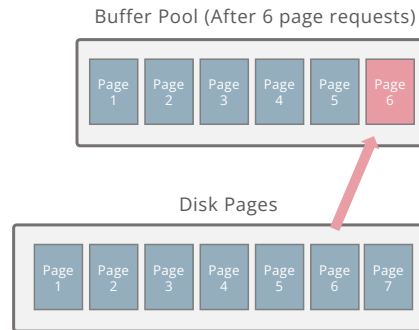 Buffer Pool (After 6 page requests)
Page Page Page Page Page Page
1 2 3 4 5 6
Disk Pages
Page Page Page Page Page Page Page
1 2 3 4 5 6 7